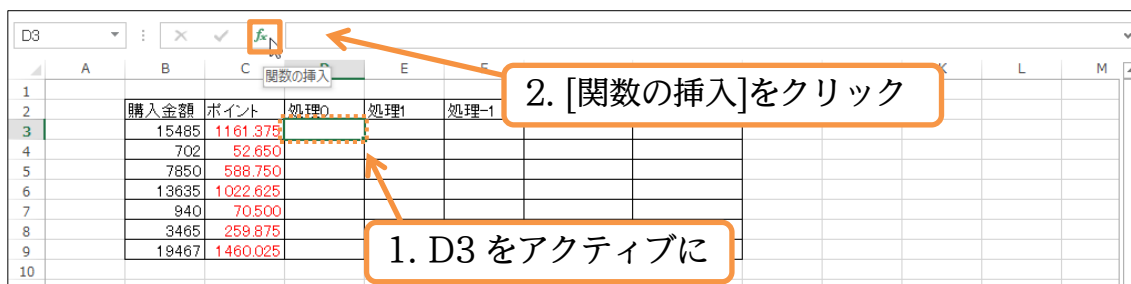 D3 fx
関数の挿入
A B C D E F K L M
1
2 購入金額 ポイント 処理0 処理1 処理-1
3 15485 1161.375
4 702 52.650
5 7850 588.750
6 13635 1022.625
7 940 70.500
8 3465 259.875
9 19467 1460.025
10
2. [関数の挿入]をクリック
1. D3 をアクティブに